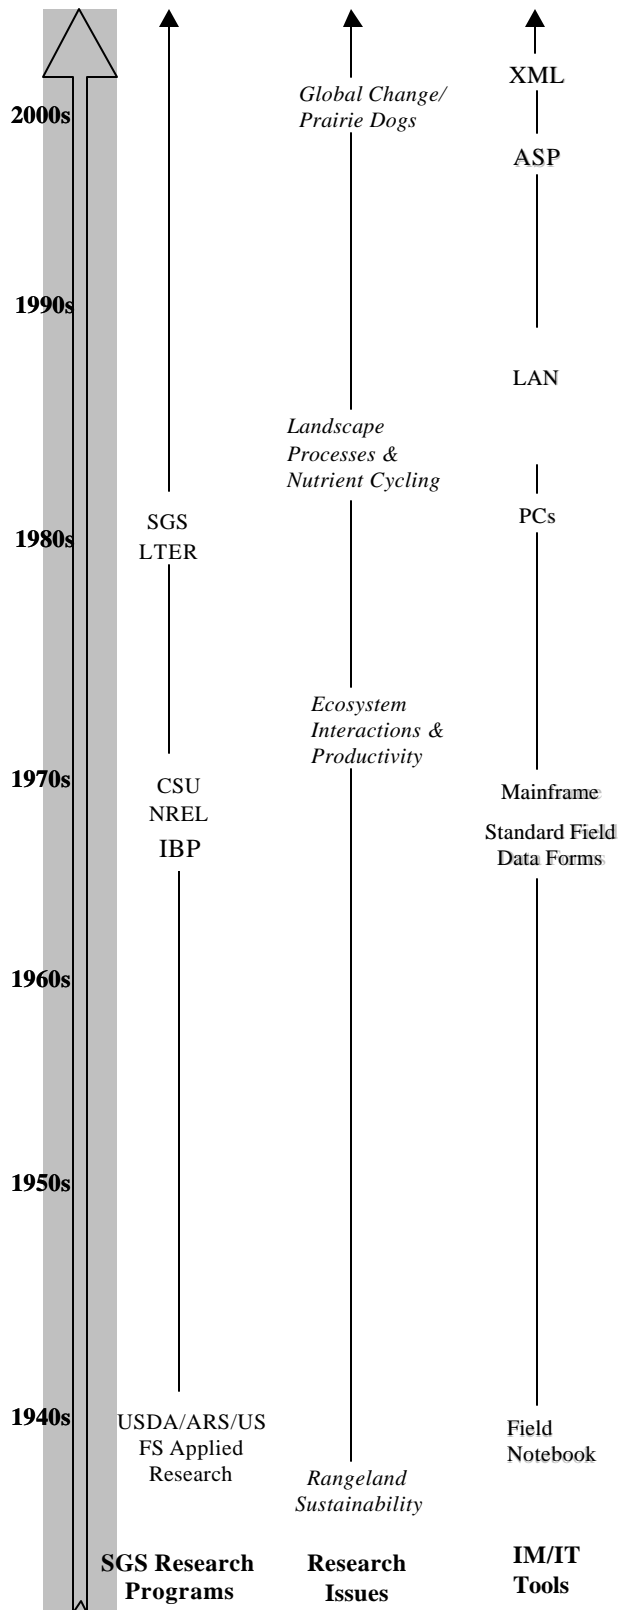 XML
Global Change/
Prairie Dogs
2000s
ASP
1990s
LAN
Landscape
Processes &
Nutrient Cycling
SGS
LTER
PCs
1980s
Ecosystem
Interactions &
Productivity
1970s
CSU
NREL
IBP
Mainframe
Standard Field
Data Forms
1960s
1950s
1940s
USDA/ARS/US
FS Applied
Research
Field
Notebook
Rangeland
Sustainability
SGS Research
Programs
Research
Issues
IM/IT
Tools